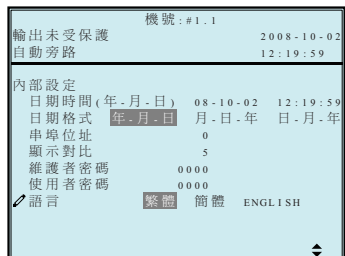 機號:#1.1
輸出未受保護 2008-10-02
自動旁路 12:19:59
內部設定
日期時間(年-月-日) 08-10-02 12:19:59
日期格式 年-月-日 月-日-年 日-月-年
串埠位址 0
顯示對比 5
維護者密碼 0000
使用者密碼 0000
語言 繁體 簡體 ENGLISH